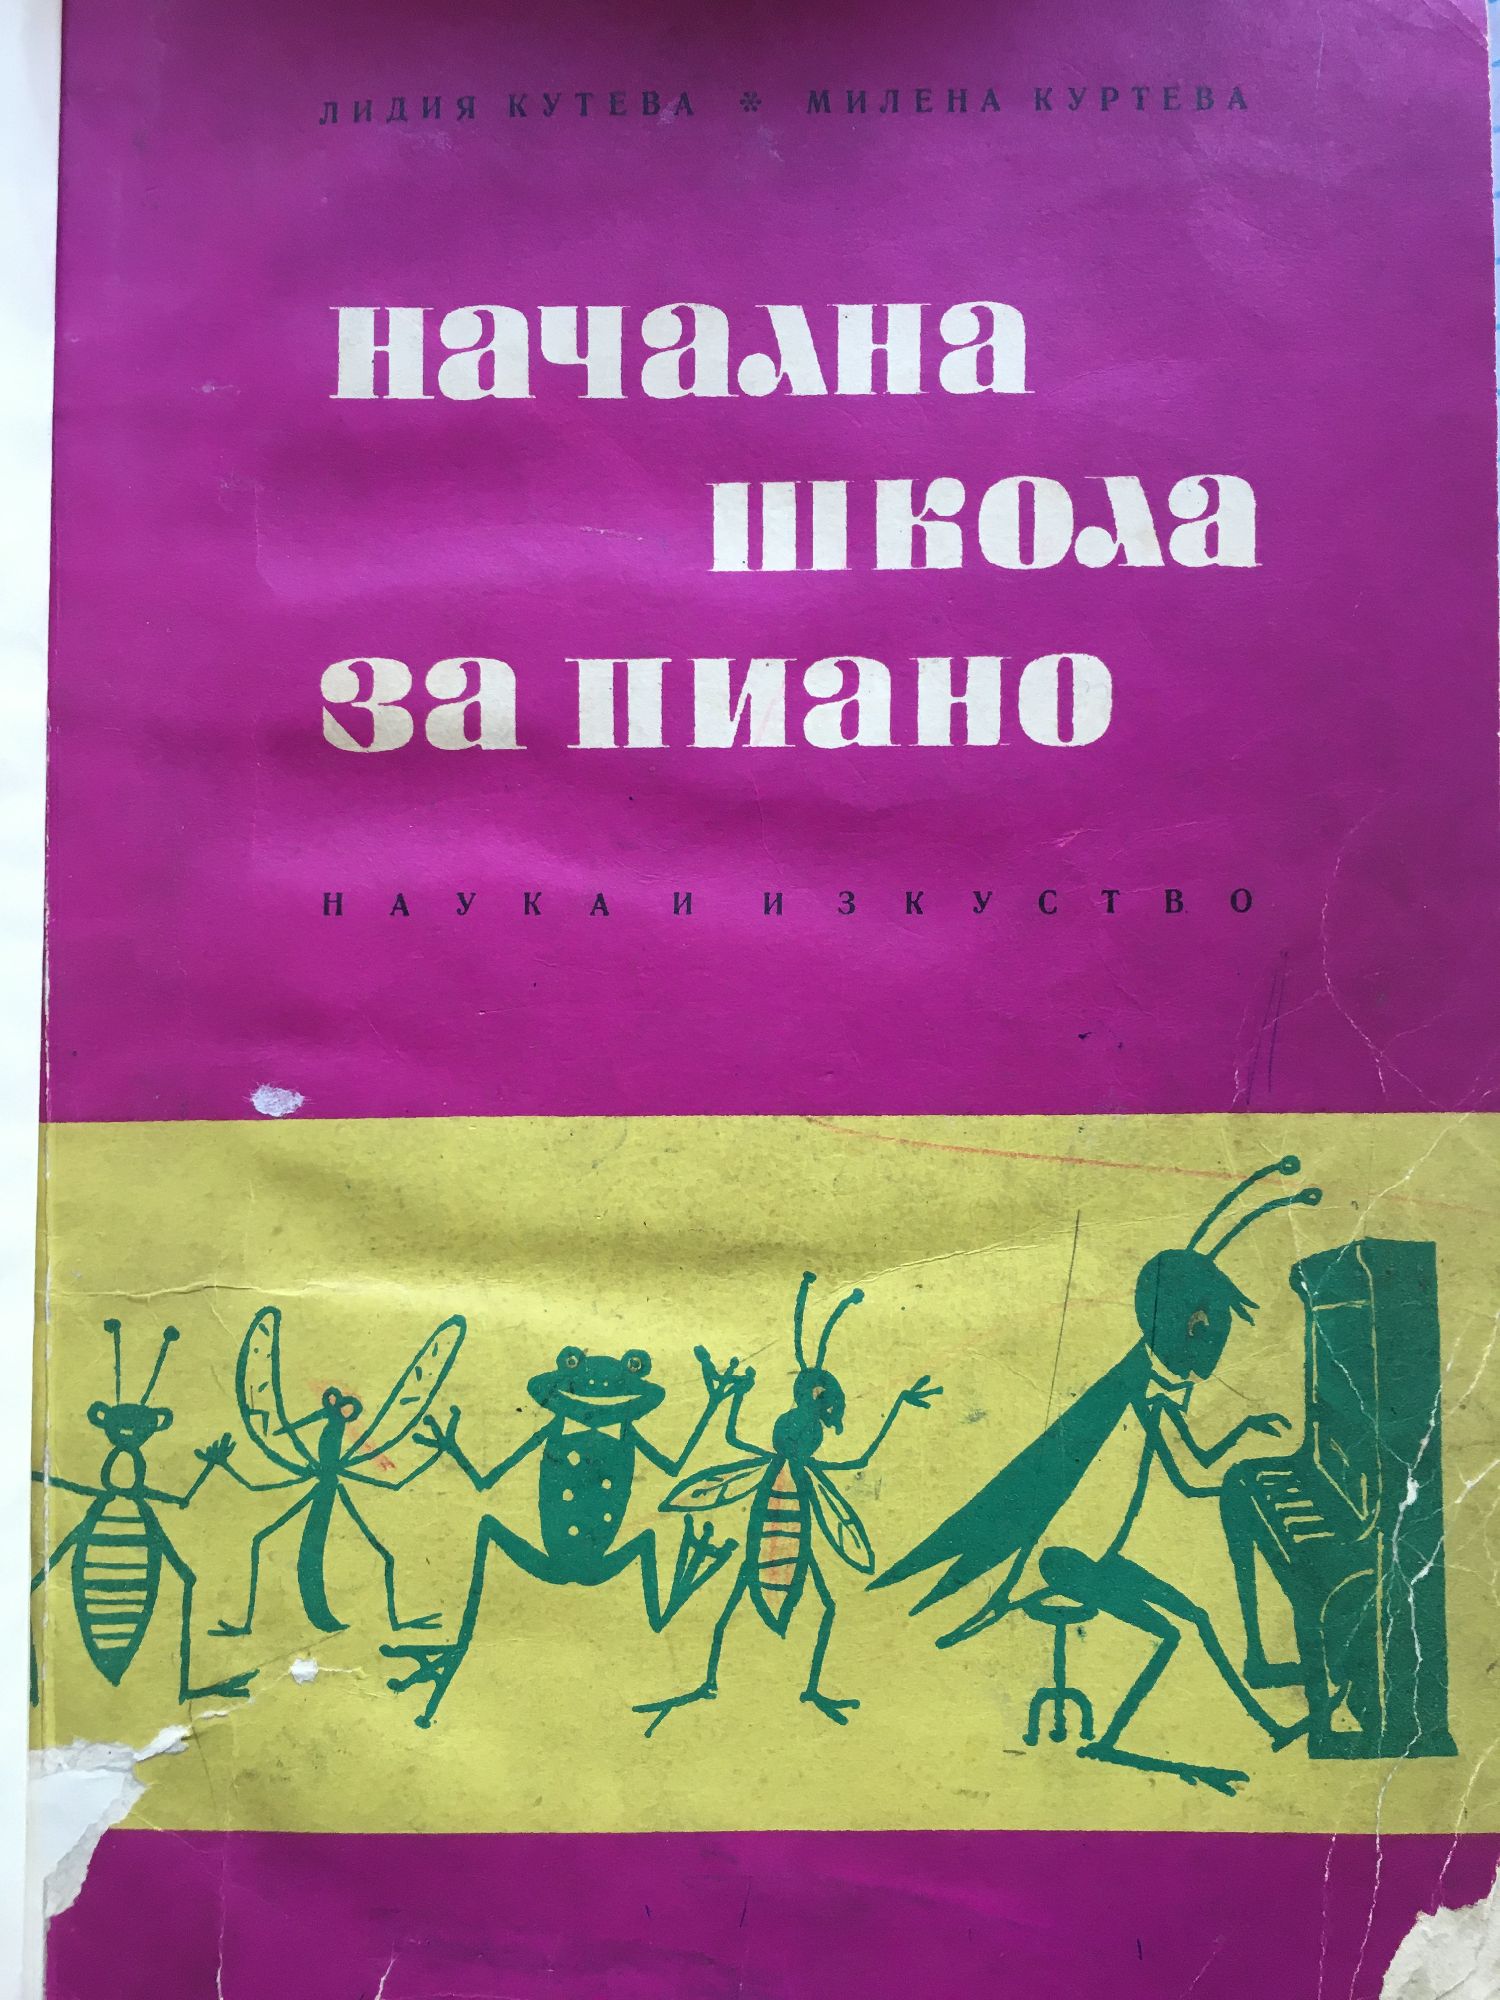 ЛИДИЯ КУТЕВА * МИЛЕНА КУРТЕВА
начална
школа
за пиано
НАУКА И ИЗКУСТВО